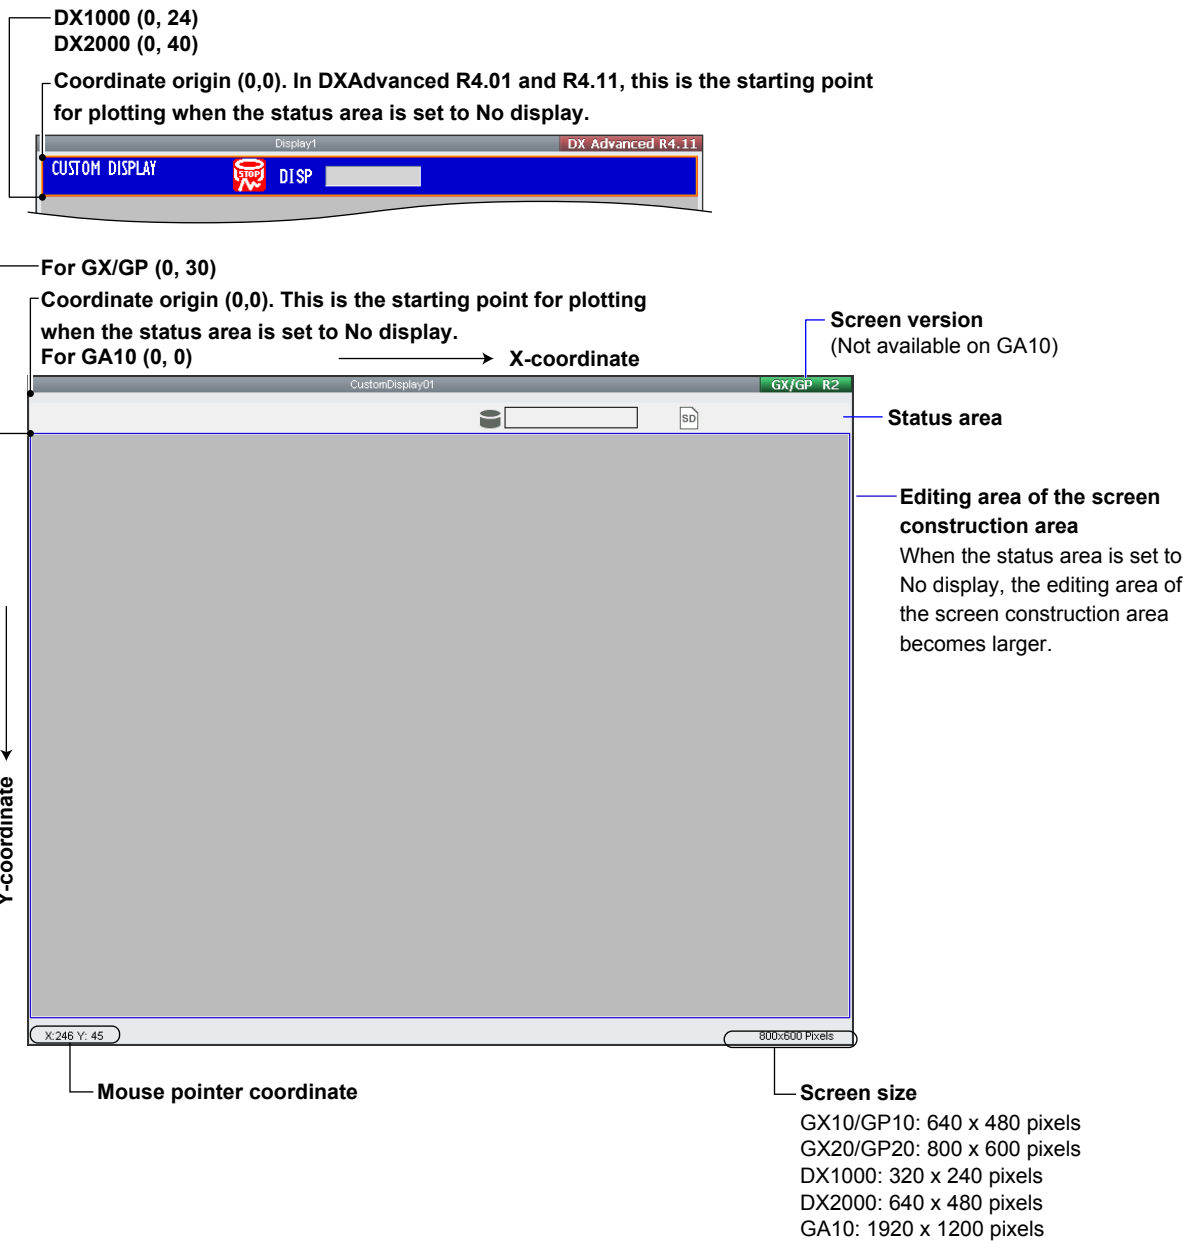 DX1000 (0, 24)
DX2000 (0, 40)
Coordinate origin (0,0). In DXAdvanced R4.01 and R4.11, this is the starting point
for plotting when the status area is set to No display.
Display1
DX Advanced R4.11
CUSTOM DISPLAY
STOP
DISP
For GX/GP (0, 30)
Coordinate origin (0,0). This is the starting point for plotting
when the status area is set to No display.
For GA10 (0, 0)
X-coordinate
Screen version
(Not available on GA10)
CustomDisplay01
GX/GP R2
SD
Status area
Editing area of the screen
construction area
When the status area is set to
No display, the editing area of
the screen construction area
becomes larger.
Y-coordinate
X:246 Y: 45
800x600 Pixels
Mouse pointer coordinate
Screen size
GX10/GP10: 640 x 480 pixels
GX20/GP20: 800 x 600 pixels
DX1000: 320 x 240 pixels
DX2000: 640 x 480 pixels
GA10: 1920 x 1200 pixels